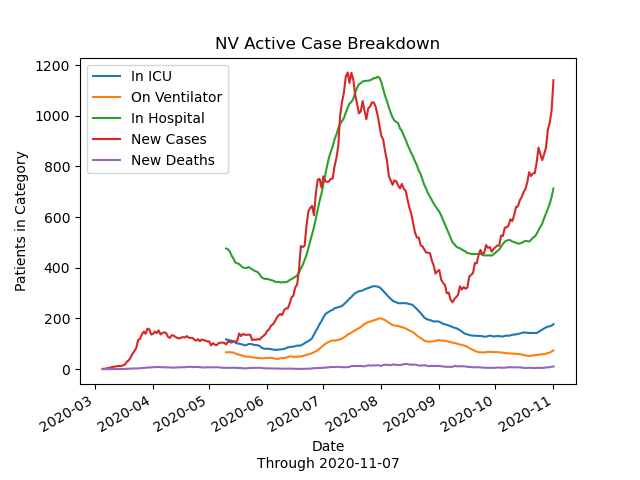 NV Active Case Breakdown
In ICU
On Ventilator
In Hospital
New Cases
New Deaths
Patients in Category
1200
1000
800
600
400
200
0
2020-03
2020-04
2020-05
2020-06
2020-07
2020-08
2020-09
2020-10
2020-11
Date
Through 2020-11-07